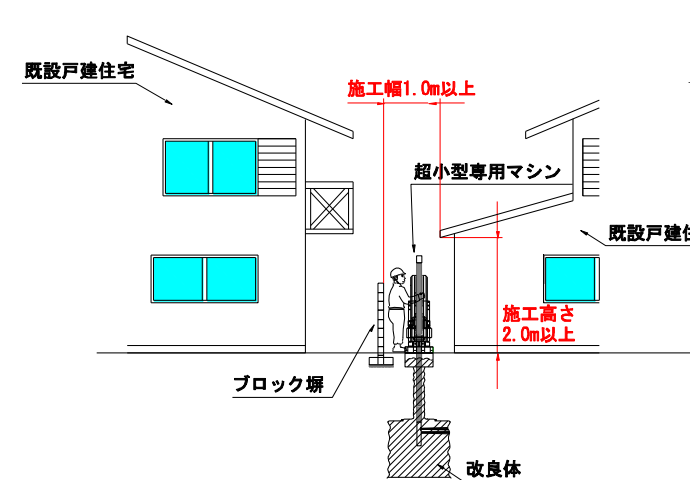 既設戸建住宅
施工幅1.0m以上
超小型専用マシン
既設戸建住
施工高さ
2.0m以上
ブロック塀
改良体